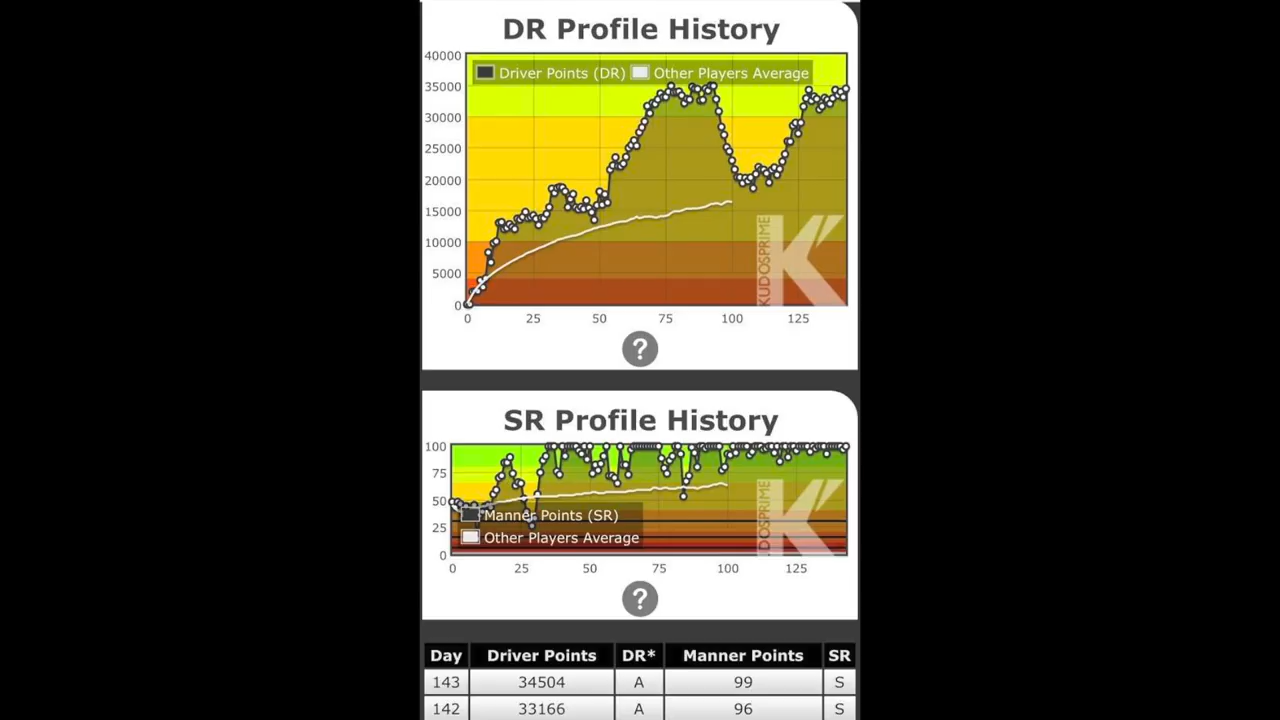 DR Profile History
40000
Driver Points (DR) Other Players Average
35000
30000
25000
20000
15000
10000
5000
0
KUDOSPRIME
K
0 25 50 75 100 125
?
SR Profile History
100
75
50
25
0
Manner Points (SR)
Other Players Average
DOSPRIME
K
0 25 50 75 100 125
?
Day Driver Points DR* Manner Points SR
143 34504 A 99 S
142 33166 A 96 S